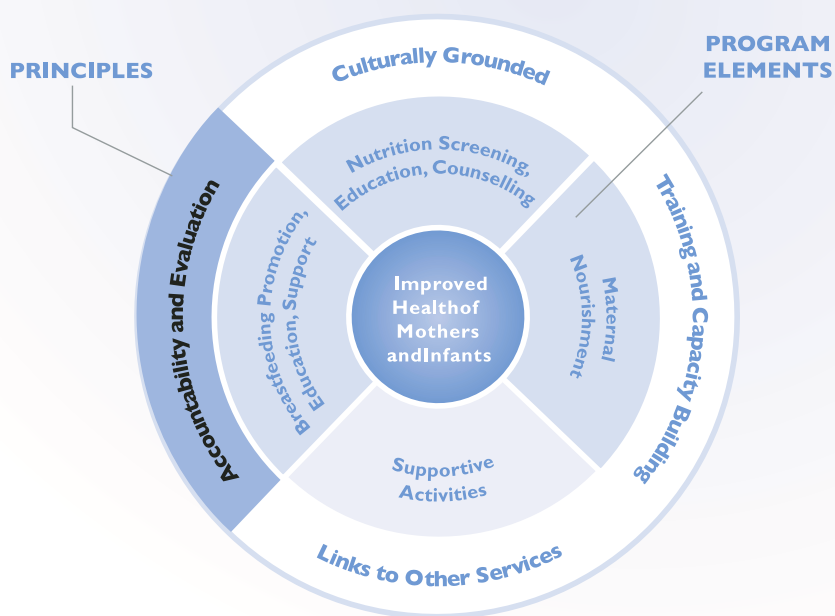 PRINCIPLES
PROGRAM
ELEMENTS
Culturally Grounded
Nutrition Screening,
Education, Counselling
Training and Capacity Building
Maternal
Nourishment
Accountability and Evaluation
Breastfeeding Promotion,
Education, Support
Improved
Healthof
Mothers
andInfants
Supportive
Activities
Links to Other Services